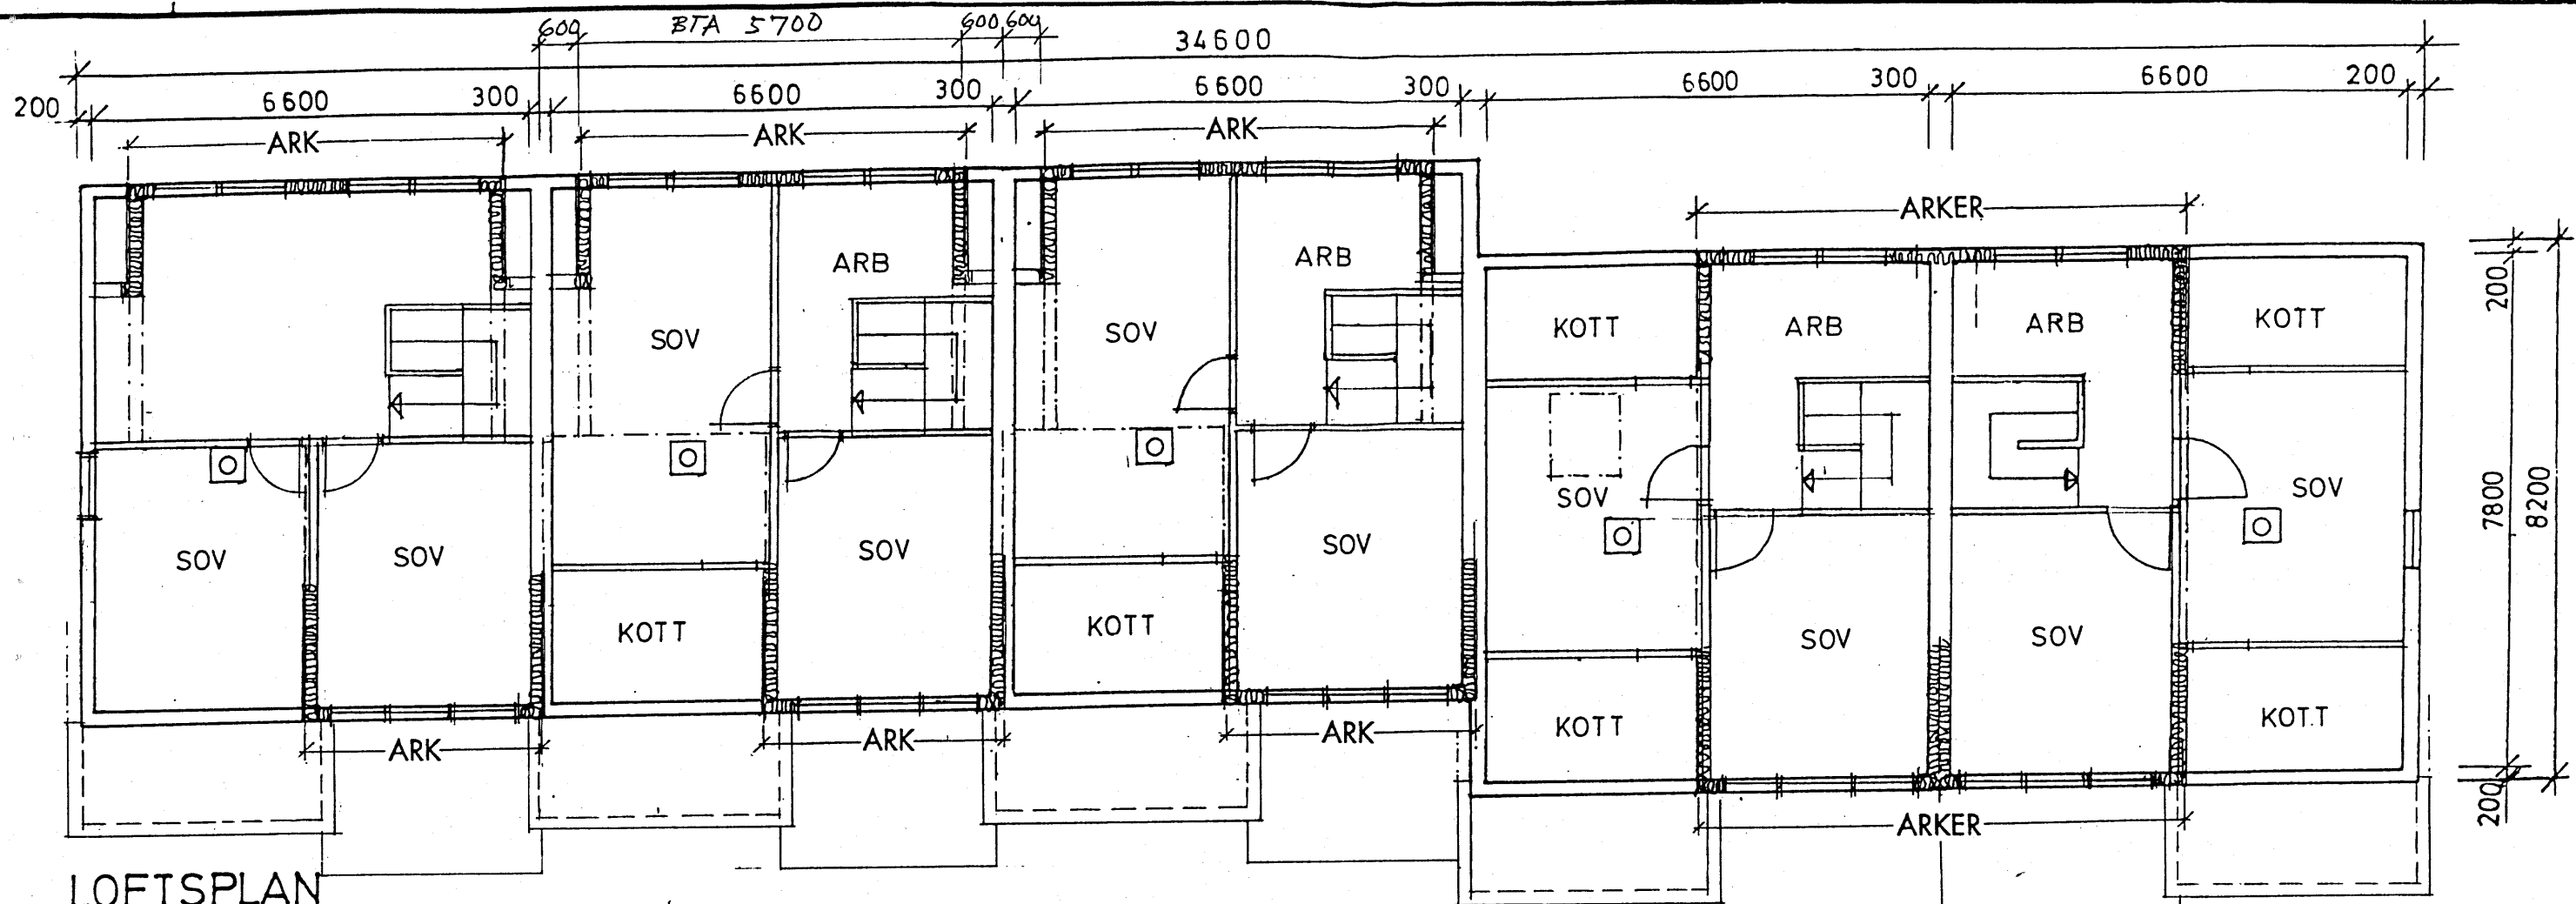 600 BTA 5700 600 600
34600
200 6600 300 6600 300 6600 300 6600 300 6600 200
ARK ARK ARK
ARKER
ARB ARB
SOV SOV KOTT ARB ARB KOTT
200
SOV SOV
7800
8200
SOV SOV SOV SOV
KOTT KOTT SOV SOV
KOTT KOTT
ARK ARK ARK
200
ARKER
LOFTSPLAN